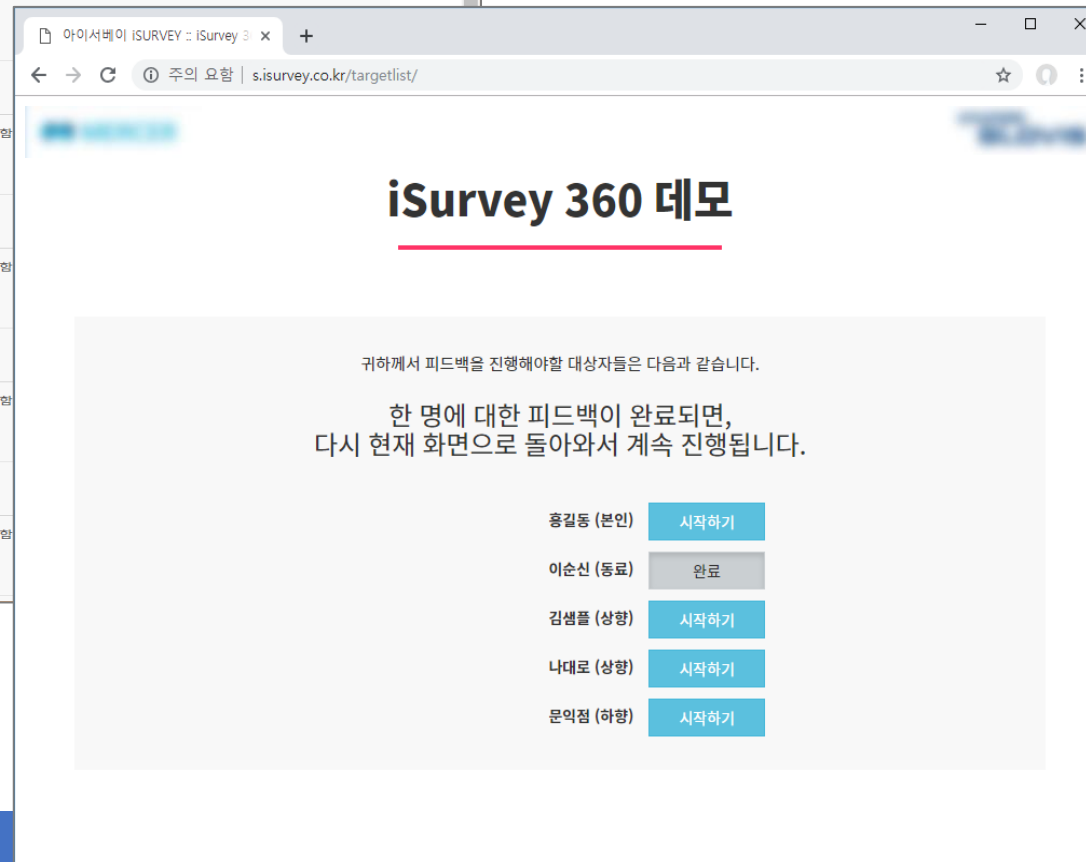 함
함
함
함
아이서베이 iSURVEY :: iSurvey 3
주의 요함 | s.isurvey.co.kr/targetlist/
MERCER
iSurvey 360 데모
귀하께서 피드백을 진행해야할 대상자들은 다음과 같습니다.
한 명에 대한 피드백이 완료되면,
다시 현재 화면으로 돌아와서 계속 진행됩니다.
홍길동 (본인) 시작하기
이순신 (동료) 완료
김샘플 (상향) 시작하기
나대로 (상향) 시작하기
문익점 (하향) 시작하기